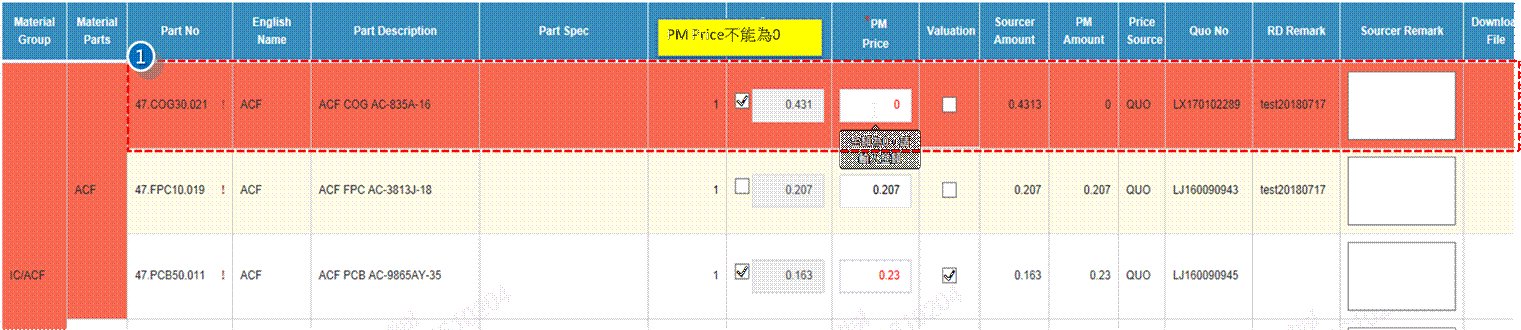 Material Group
Material Parts
Part No
English Name
Part Description
Part Spec
PM Price不能為0
*PM Price
Valuation
Sourcer Amount
PM Amount
Price Source
Quo No
RD Remark
Sourcer Remark
Download File
1
47.COG30.021 ! ACF ACF COG AC-835A-16 1 0.431 0 0.4313 0 QUO LX170102289 test20180717
ACF 47.FPC10.019 ! ACF ACF FPC AC-3813J-18 1 0.207 0.207 0.207 0.207 QUO LJ160090943 test20180717
IC/ACF 47.PCB50.011 ! ACF ACF PCB AC-9865AY-35 1 0.163 0.23 0.163 0.23 QUO LJ160090945